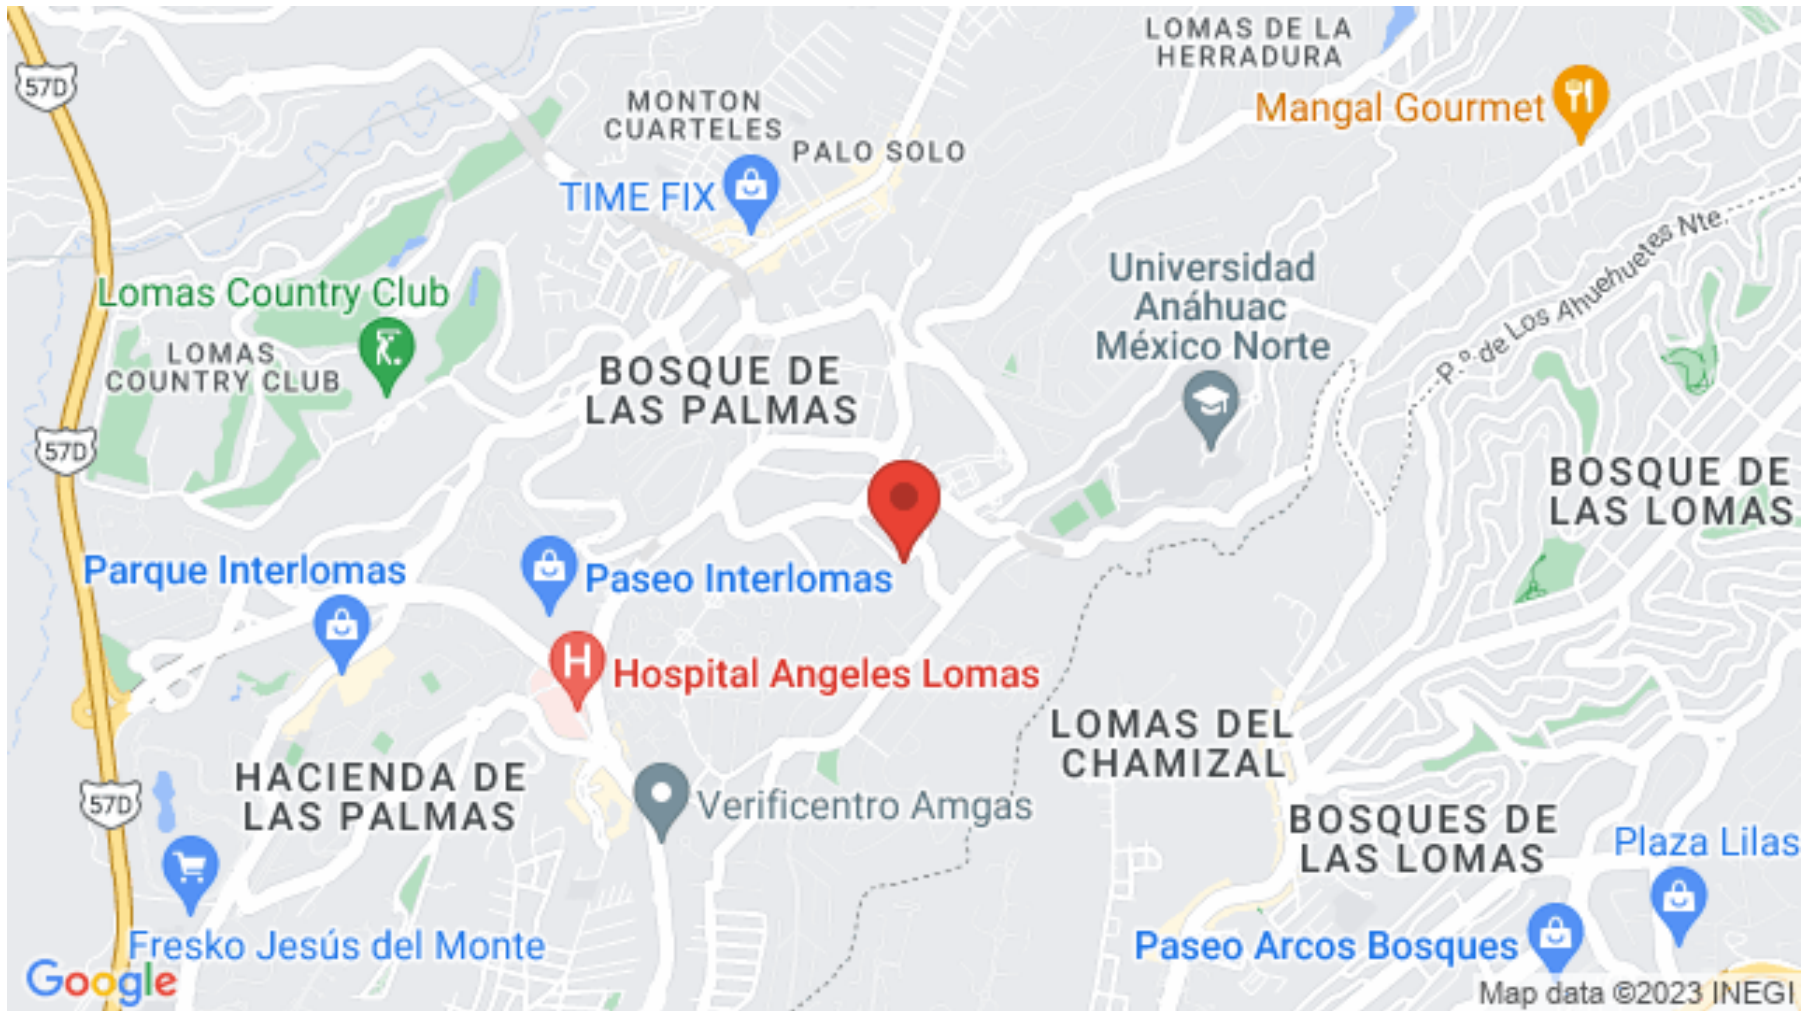 LOMAS DE LA
HERRADURA
57D
MONTON
CUARTELES
Mangal Gourmet
PALO SOLO
TIME FIX
P.º de Los Ahuehuetes Nte.
Universidad
Anáhuac
México Norte
Lomas Country Club
LOMAS
COUNTRY CLUB
BOSQUE DE
LAS PALMAS
57D
BOSQUE DE
LAS LOMAS
Parque Interlomas
Paseo Interlomas
H
Hospital Angeles Lomas
LOMAS DEL
CHAMIZAL
HACIENDA DE
LAS PALMAS
57D
Verificentro Amgas
BOSQUES DE
LAS LOMAS
Plaza Lilas
Fresko Jesús del Monte
Paseo Arcos Bosques
Google
Map data ©2023 INEGI